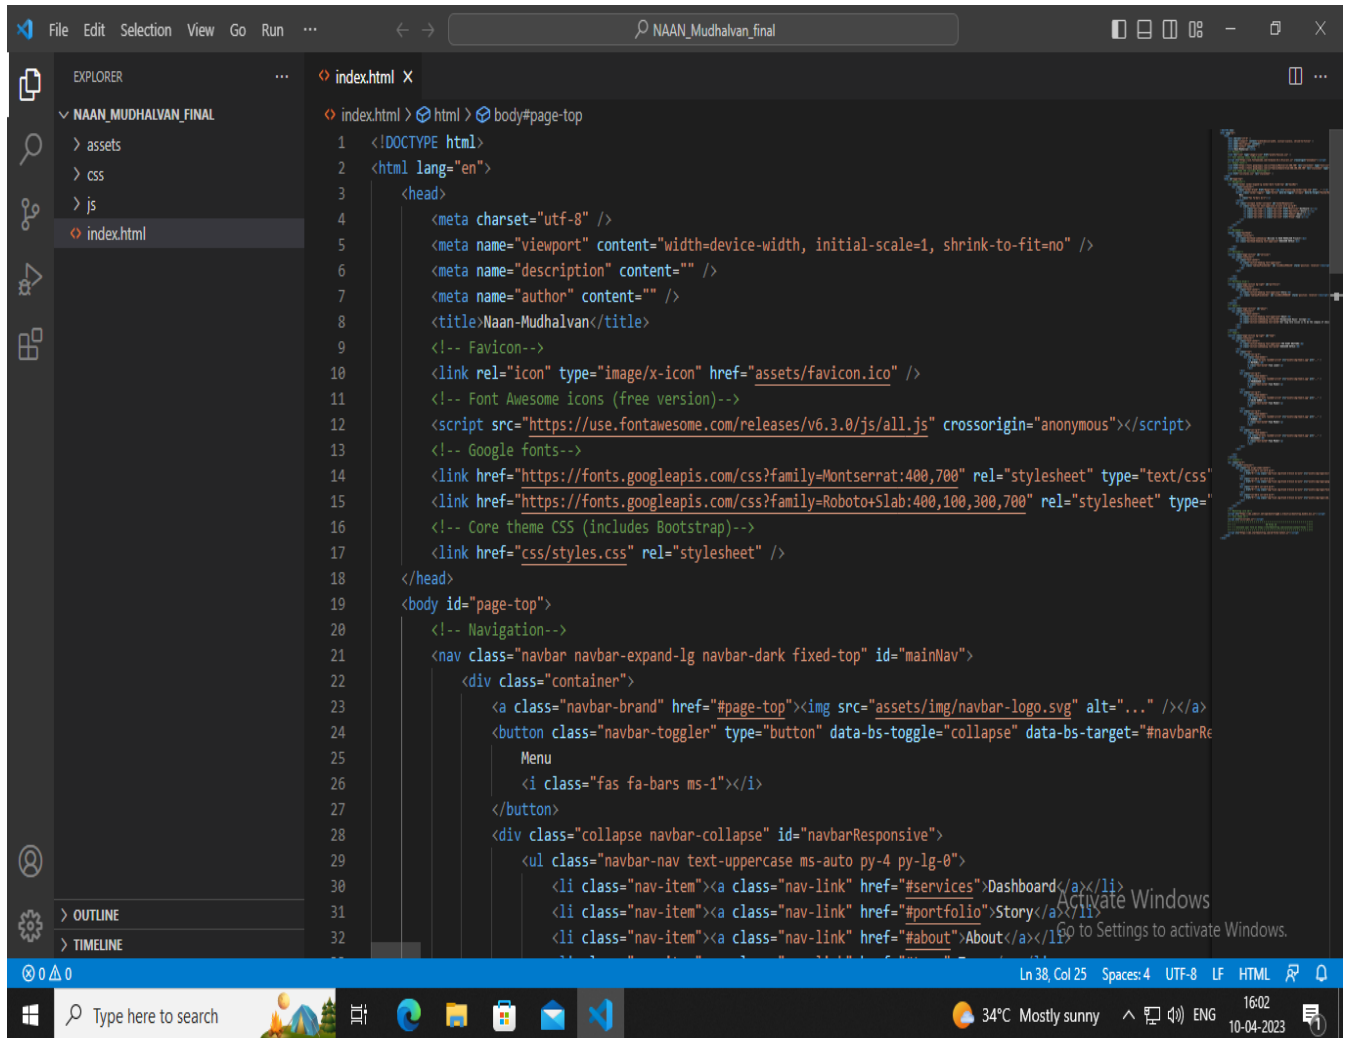 File Edit Selection View Go Run ··· NAAN_Mudhalvan_final
EXPLORER ···
NAAN_MUDHALVAN_FINAL
assets
css
js
index.html
OUTLINE
TIMELINE
index.html
index.html > html > body#page-top
1 <!DOCTYPE html>
2 <html lang="en">
3 <head>
4 <meta charset="utf-8" />
5 <meta name="viewport" content="width=device-width, initial-scale=1, shrink-to-fit=no" />
6 <meta name="description" content="" />
7 <meta name="author" content="" />
8 <title>Naan-Mudhalvan</title>
9 <!-- Favicon-->
10 <link rel="icon" type="image/x-icon" href="assets/favicon.ico" />
11 <!-- Font Awesome icons (free version)-->
12 <script src="https://use.fontawesome.com/releases/v6.3.0/js/all.js" crossorigin="anonymous"></script>
13 <!-- Google fonts-->
14 <link href="https://fonts.googleapis.com/css?family=Montserrat:400,700" rel="stylesheet" type="text/css"
15 <link href="https://fonts.googleapis.com/css?family=Roboto+Slab:400,100,300,700" rel="stylesheet" type="
16 <!-- Core theme CSS (includes Bootstrap)-->
17 <link href="css/styles.css" rel="stylesheet" />
18 </head>
19 <body id="page-top">
20 <!-- Navigation-->
21 <nav class="navbar navbar-expand-lg navbar-dark fixed-top" id="mainNav">
22 <div class="container">
23 <a class="navbar-brand" href="#page-top"><img src="assets/img/navbar-logo.svg" alt="..." /></a>
24 <button class="navbar-toggler" type="button" data-bs-toggle="collapse" data-bs-target="#navbarRe
25 Menu
26 <i class="fas fa-bars ms-1"></i>
27 </button>
28 <div class="collapse navbar-collapse" id="navbarResponsive">
29 <ul class="navbar-nav text-uppercase ms-auto py-4 py-lg-0">
30 <li class="nav-item"><a class="nav-link" href="#services">Dashboard</a></li>
31 <li class="nav-item"><a class="nav-link" href="#portfolio">Story</a></li>
32 <li class="nav-item"><a class="nav-link" href="#about">About</a></li>
Activate Windows
Go to Settings to activate Windows.
0 0 Ln 38, Col 25 Spaces: 4 UTF-8 LF HTML
Type here to search 34°C Mostly sunny ENG 16:02
10-04-2023 1